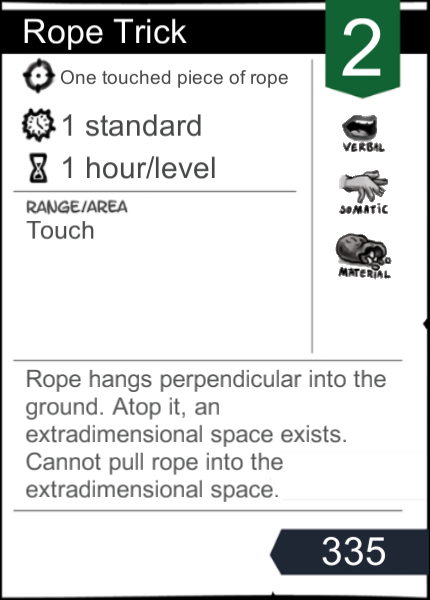 Rope Trick
2
One touched piece of rope
1 standard
1 hour/level
VERBAL
SOMATIC
MATERIAL
RANGE/AREA
Touch
Rope hangs perpendicular into the
ground. Atop it, an
extradimensional space exists.
Cannot pull rope into the
extradimensional space.
335